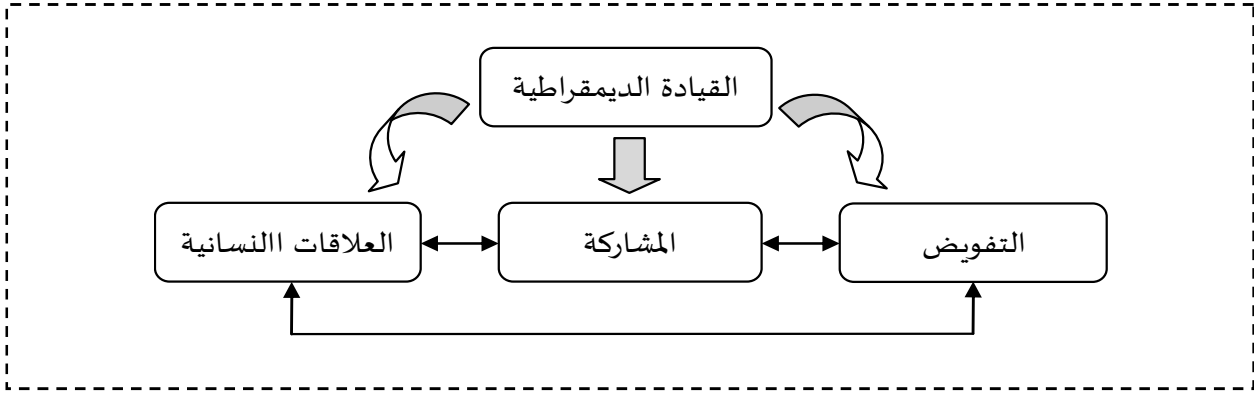 القيادة الديمقراطية
التفويض
المشاركة
العلاقات االنسانية